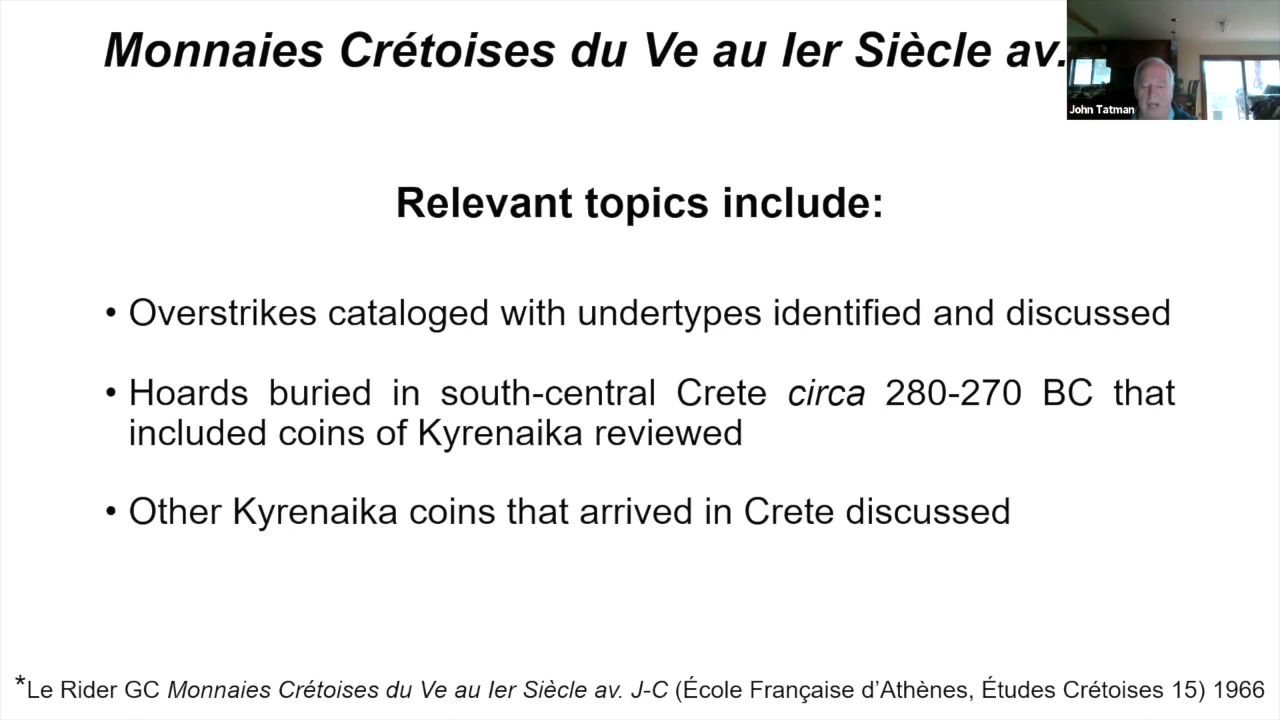 Monnaies Crétoises du Ve au Ier Siècle av.
John Tatman
Relevant topics include:
• Overstrikes cataloged with undertypes identified and discussed
• Hoards buried in south-central Crete circa 280-270 BC that
included coins of Kyrenaika reviewed
• Other Kyrenaika coins that arrived in Crete discussed
*Le Rider GC Monnaies Crétoises du Ve au Ier Siècle av. J-C (École Française d’Athènes, Études Crétoises 15) 1966